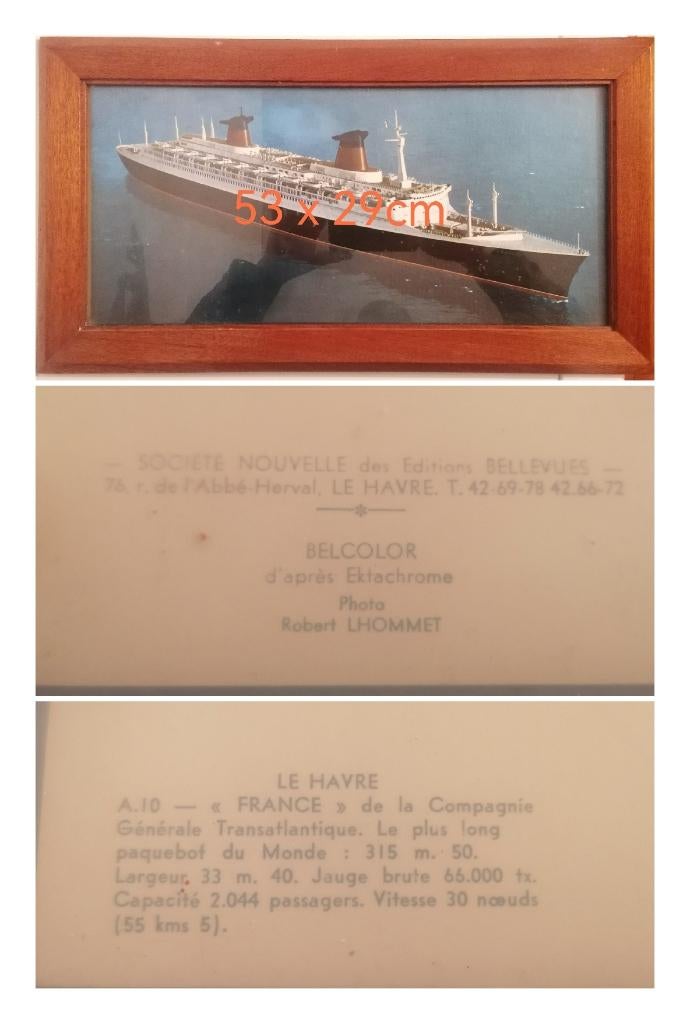 53 x 29cm
— SOCIÉTÉ NOUVELLE des Editions BELLEVUES —
76, r. de l'Abbé-Herval, LE HAVRE. T. 42-69-78 42.66-72
BELCOLOR
d'après Ektachrome
Photo
Robert LHOMMET
LE HAVRE
A.10 — « FRANCE » de la Compagnie
Générale Transatlantique. Le plus long
paquebot du Monde : 315 m. 50.
Largeur, 33 m. 40. Jauge brute 66.000 tx.
Capacité 2.044 passagers. Vitesse 30 nœuds
(55 kms 5).